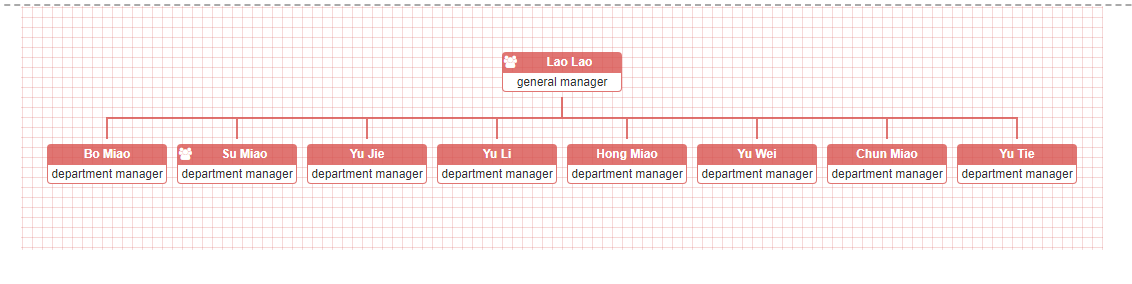 Lao Lao
general manager
Bo Miao
department manager
Su Miao
department manager
Yu Jie
department manager
Yu Li
department manager
Hong Miao
department manager
Yu Wei
department manager
Chun Miao
department manager
Yu Tie
department manager